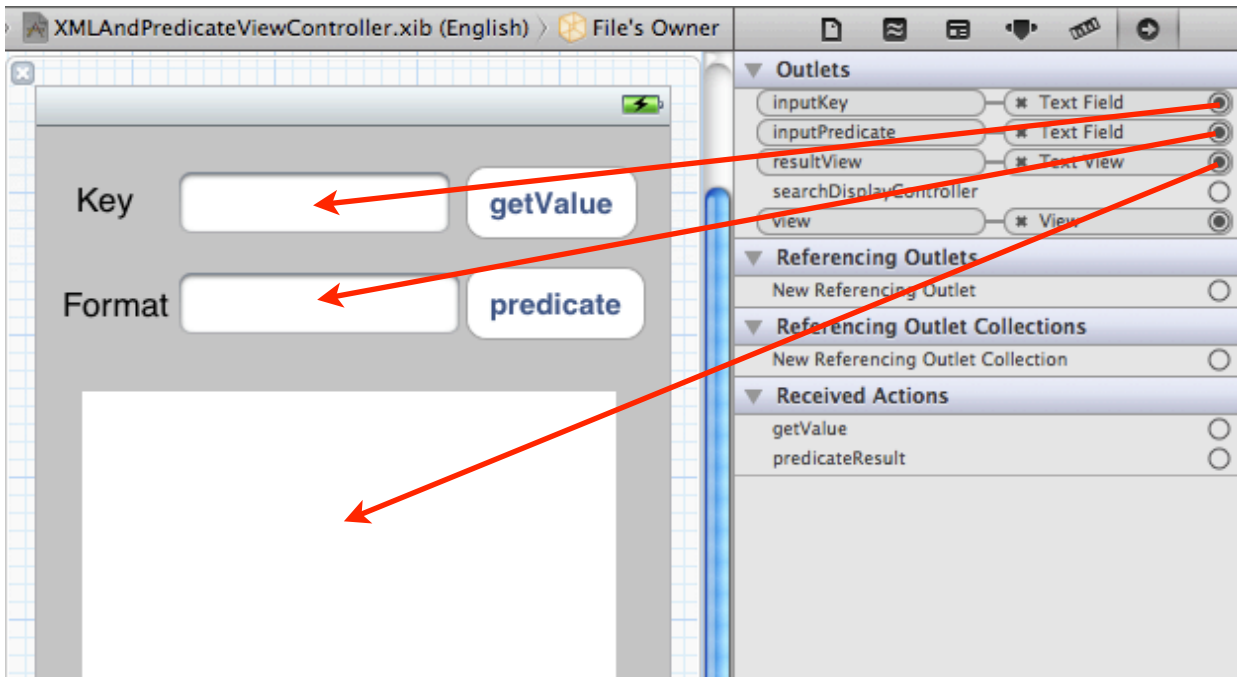 XMLAndPredicateViewController.xib (English) File's Owner
Key
getValue
Format
predicate
Outlets
inputKey Text Field
inputPredicate Text Field
resultView Text View
searchDisplayController
view View
Referencing Outlets
New Referencing Outlet
Referencing Outlet Collections
New Referencing Outlet Collection
Received Actions
getValue
predicateResult